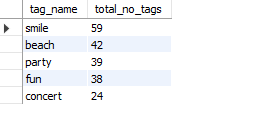 tag_name total_no_tags
smile 59
beach 42
party 39
fun 38
concert 24